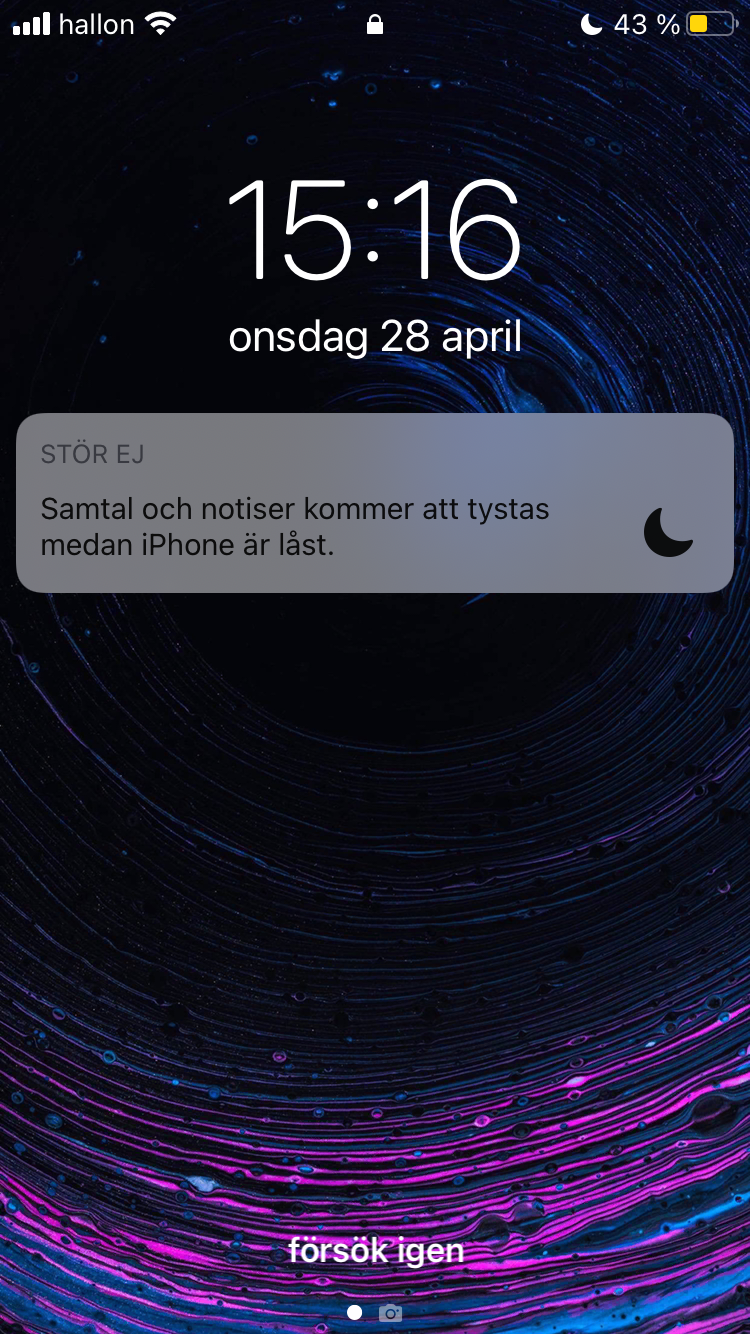 hallon 43 %
15:16
onsdag 28 april
STÖR EJ
Samtal och notiser kommer att tystas
medan iPhone är låst.
försök igen